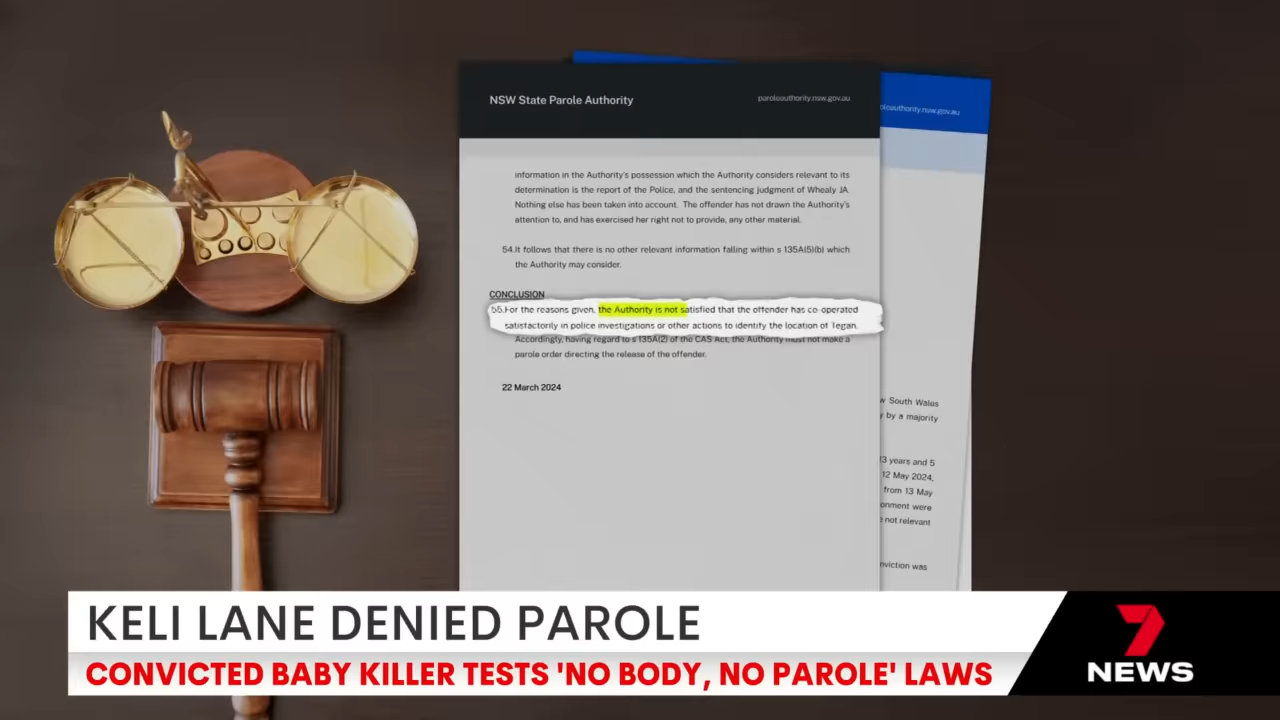 NSW State Parole Authority
paroleauthority.nsw.gov.au
paroleauthority.nsw.gov.au
information in the Authority's possession which the Authority considers relevant to its
determination is the report of the Police, and the sentencing judgment of Whealy JA.
Nothing else has been taken into account. The offender has not drawn the Authority's
attention to, and has exercised her right not to provide, any other material.
54.It follows that there is no other relevant information falling within s 135A(5)(b) which
the Authority may consider.
CONCLUSION
55.For the reasons given, the Authority is not satisfied that the offender has co-operated
satisfactorily in police investigations or other actions to identify the location of Tegan.
Accordingly, having regard to s 135A(2) of the CAS Act, the Authority must not make a
parole order directing the release of the offender.
22 March 2024
South Wales
by a majority
13 years and 5
12 May 2024,
from 13 May
were
not relevant
was
KELI LANE DENIED PAROLE
CONVICTED BABY KILLER TESTS 'NO BODY, NO PAROLE' LAWS
7
NEWS